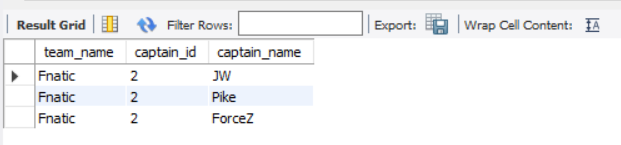 Result Grid Filter Rows: Export: Wrap Cell Content: IA
team_name captain_id captain_name
Fnatic 2 JW
Fnatic 2 Pike
Fnatic 2 ForceZ